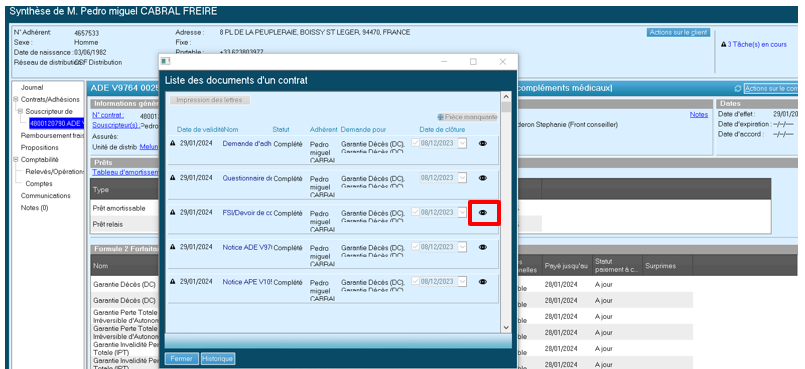 Synthèse de M. Pedro miguel CABRAL FREIRE
N° Adhérent: 4657533
Sexe : Homme
Date de naissance :03/06/1982
Réseau de distribution: Distribution
Adresse : 8 PL DE LA PEUPLERAIE, BOISSY ST LEGER, 94470, FRANCE
Fixe :
Portable : +33 623803972
Actions sur le client
3 Tâche(s) en cours
Journal
Contrats/Adhésions
Souscripteur de
4800120790 ADE V
Remboursement frais
Propositions
Comptabilité
Relevés/Opérations
Comptes
Communications
Notes (0)
ADE V9764 0025
compléments médicaux|
Actions sur le con
Informations génér
N° contrat : 48001
Souscripteur(s) : Pedro
Assurés:
Unité de distrib Melun
deron Stephanie (Front conseiller)
Notes
Dates
Date d'effet : 29/01/20
Date d'expiration : --/--/--
Date d'accord : --/--/--
Prêts
Tableau d'amortissem
Type
Prêt amortissable
Prêt relais
Formule 2 Forfaita
Nom
Payé jusqu'au
Statut
paiement à c...
Surprimes
Garantie Décès (DC)
28/01/2024 A jour
Garantie Décès (DC)
28/01/2024 A jour
Garantie Perte Totale
Irréversible d'Autonom
28/01/2024 A jour
Garantie Perte Totale
Irréversible d'Autonom
28/01/2024 A jour
Garantie Invalidité Per
Totale (IPT)
28/01/2024 A jour
Garantie Invalidité Per
Totale (IPT)
28/01/2024 A jour
Liste des documents d'un contrat
Impression des lettres...
Pièce manquante
Date de validité Nom Statut Adhérent Demande pour Date de clôture
29/01/2024 Demande d'adh Complété Pedro miguel CABRAL Garantie Décès (DC), Garantie Décès (DC) 08/12/2023
29/01/2024 Questionnaire de Complété Pedro miguel CABRAL Garantie Décès (DC), Garantie Décès (DC) 08/12/2023
29/01/2024 FSI/Devoir de co Complété Pedro miguel CABRAL Garantie Décès (DC), Garantie Décès (DC) 08/12/2023
29/01/2024 Notice ADE V976 Complété Pedro miguel CABRAL Garantie Décès (DC), Garantie Décès (DC) 08/12/2023
29/01/2024 Notice APE V105 Complété Pedro miguel CABRAL Garantie Décès (DC), Garantie Décès (DC) 08/12/2023
Fermer
Historique